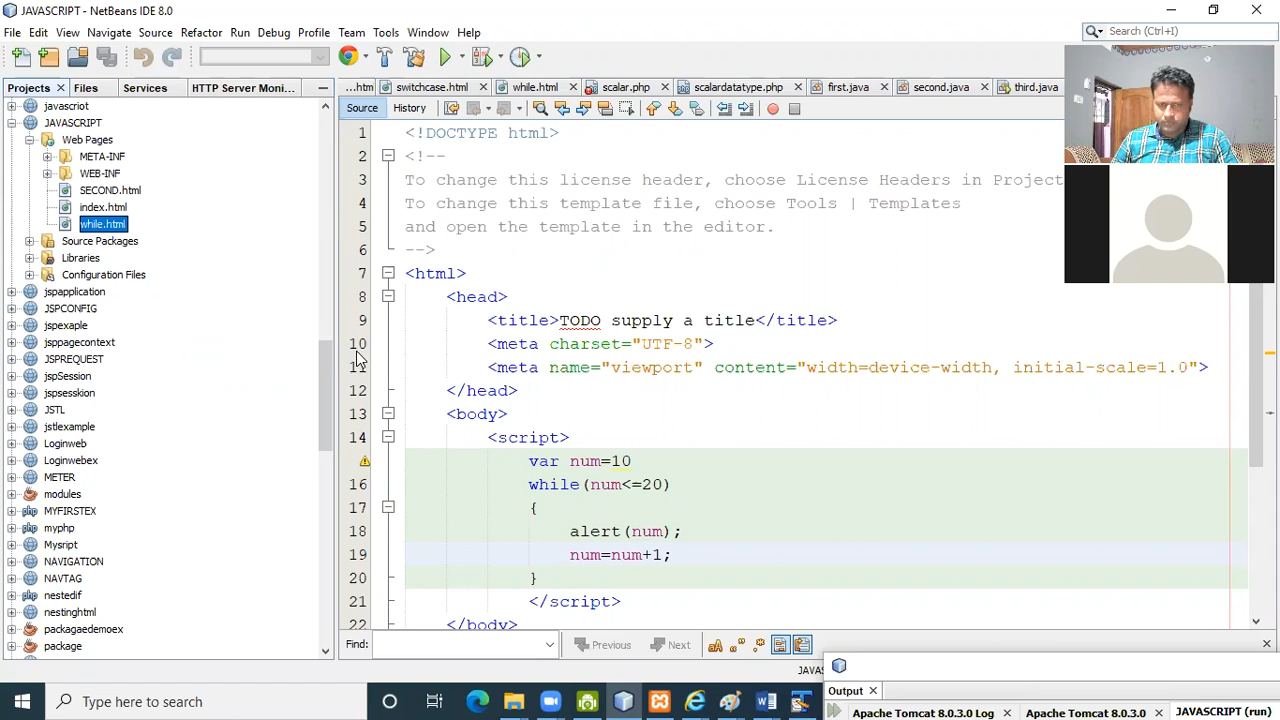 JAVASCRIPT - NetBeans IDE 8.0
File Edit View Navigate Source Refactor Run Debug Profile Team Tools Window Help
Search (Ctrl+I)
Projects Files Services HTTP Server Moni...
...htm switchcase.html while.html scalar.php scalardatatype.php first.java second.java third.java
Source History
javascriot
JAVASCRIPT
Web Pages
META-INF
WEB-INF
SECOND.html
index.html
while.html
Source Packages
Libraries
Configuration Files
jspapplication
JSPCONFIG
jspexaple
jsppagecontext
JSPREQUEST
jspSession
jspsesskion
JSTL
jstlexample
Loginweb
Loginwebex
METER
modules
MYFIRSTEX
myphp
Mysript
NAVIGATION
NAVTAG
nestedif
nestinghtml
packagaedemoex
package
1 <!DOCTYPE html>
2 <!--
3 To change this license header, choose License Headers in Project
4 To change this template file, choose Tools | Templates
5 and open the template in the editor.
6 -->
7 <html>
8 <head>
9 <title>TODO supply a title</title>
10 <meta charset="UTF-8">
11 <meta name="viewport" content="width=device-width, initial-scale=1.0">
12 </head>
13 <body>
14 <script>
var num=10
16 while(num<=20)
17 {
18 alert(num);
19 num=num+1;
20 }
21 </script>
22 </body>
Find: Previous Next
JAVAS
Output
Apache Tomcat 8.0.3.0 Log Apache Tomcat 8.0.3.0 JAVASCRIPT (run)
Type here to search